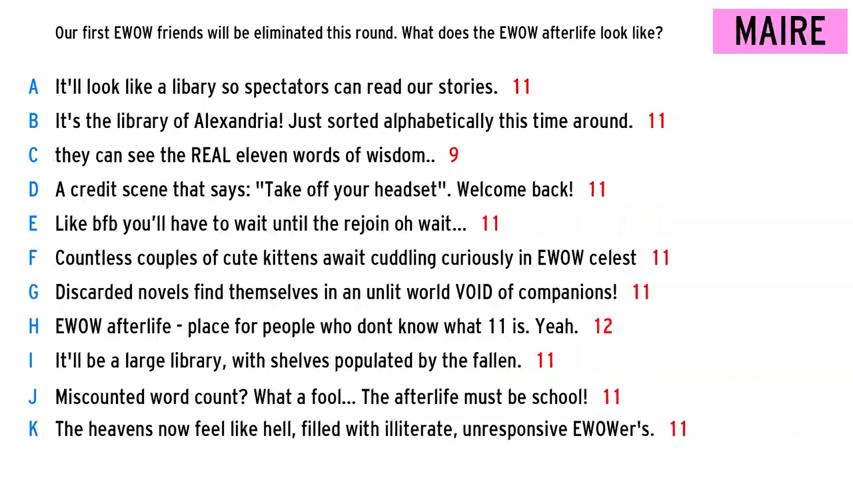 Our first EWOW friends will be eliminated this round. What does the EWOW afterlife look like?
MAIRE
A It'll look like a libary so spectators can read our stories. 11
B It's the library of Alexandria! Just sorted alphabetically this time around. 11
C they can see the REAL eleven words of wisdom.. 9
D A credit scene that says: "Take off your headset". Welcome back! 11
E Like bfb you’ll have to wait until the rejoin oh wait... 11
F Countless couples of cute kittens await cuddling curiously in EWOW celest 11
G Discarded novels find themselves in an unlit world VOID of companions! 11
H EWOW afterlife - place for people who dont know what 11 is. Yeah. 12
I It'll be a large library, with shelves populated by the fallen. 11
J Miscounted word count? What a fool... The afterlife must be school! 11
K The heavens now feel like hell, filled with illiterate, unresponsive EWOWer's. 11